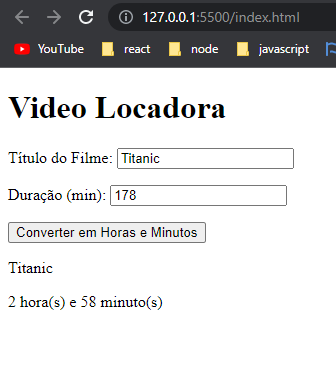 127.0.0.1:5500/index.html
YouTube react node javascript
Video Locadora
Título do Filme: Titanic
Duração (min): 178
Converter em Horas e Minutos
Titanic
2 hora(s) e 58 minuto(s)